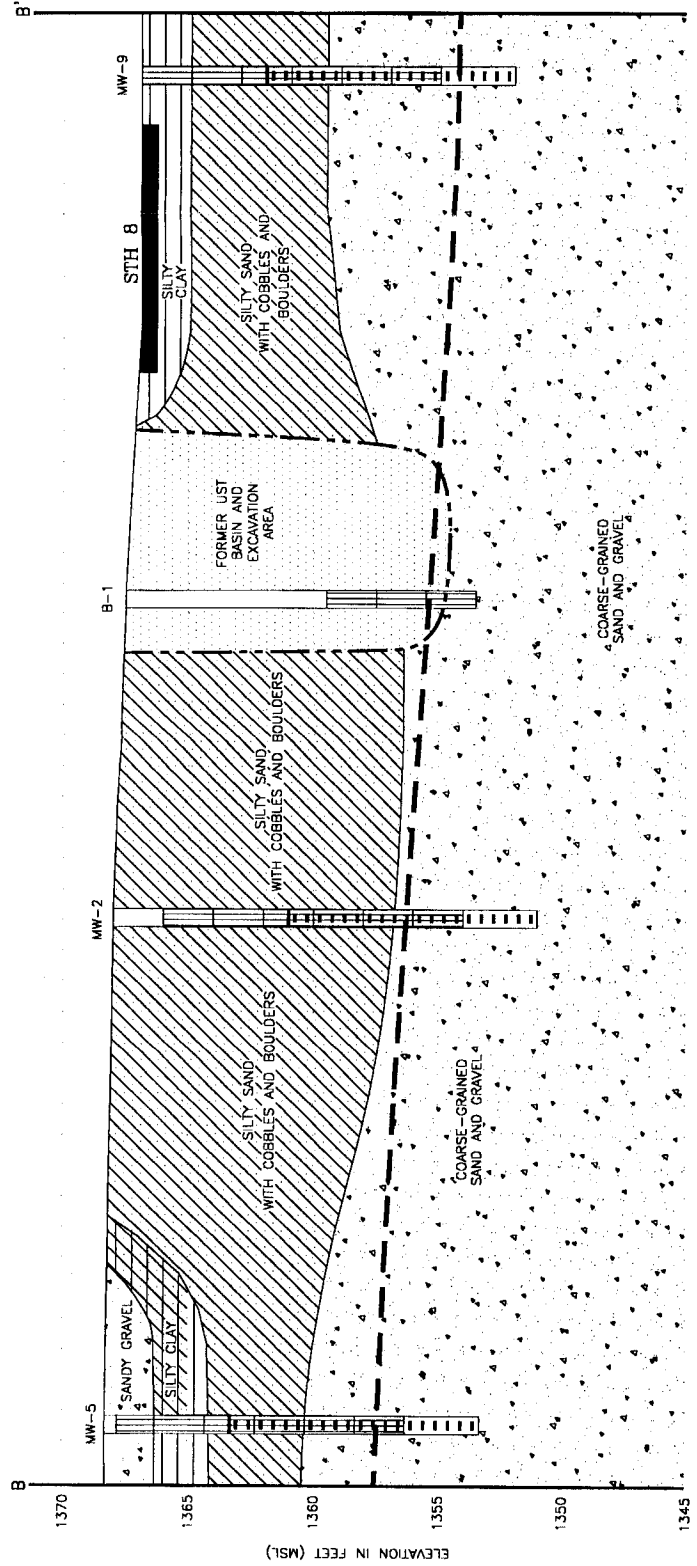 B
B'
MW-5
MW-2
B-1
MW-9
STH 8
SANDY GRAVEL
SILTY CLAY
SILTY SAND
WITH COBBLES AND BOULDERS
SILTY SAND
WITH COBBLES AND BOULDERS
FORMER UST
BASIN AND
EXCAVATION
AREA
SILTY
CLAY
SILTY SAND
WITH COBBLES AND
BOULDERS
COARSE-GRAINED
SAND AND GRAVEL
COARSE-GRAINED
SAND AND GRAVEL
1370
1365
1360
1355
1350
1345
ELEVATION IN FEET (MSL)